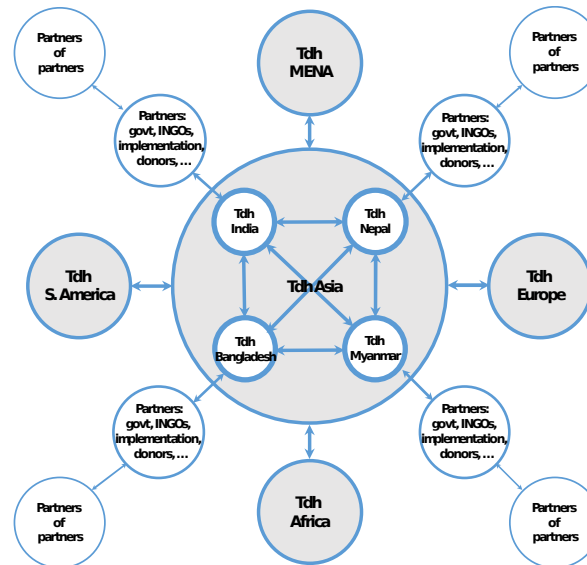 Partners
of
partners
Tdh
MENA
Partners
of
partners
Partners:
govt, INGOs,
implementation,
donors, ...
Partners:
govt, INGOs,
implementation,
donors, ...
Tdh
India
Tdh
Nepal
Tdh
S. America
Tdh Asia
Tdh
Europe
Tdh
Bangladesh
Tdh
Myanmar
Partners:
govt, INGOs,
implementation,
donors, ...
Partners:
govt, INGOs,
implementation,
donors, ...
Partners
of
partners
Tdh
Africa
Partners
of
partners